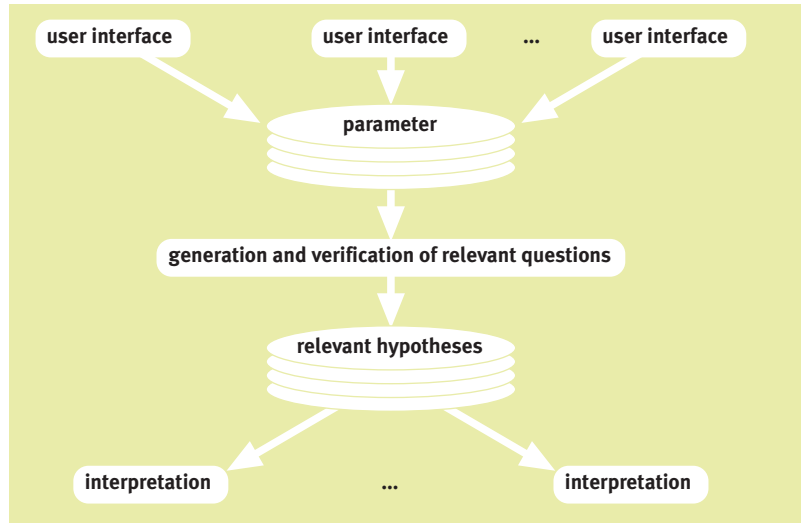 user interface user interface ... user interface
parameter
generation and verification of relevant questions
relevant hypotheses
interpretation ... interpretation